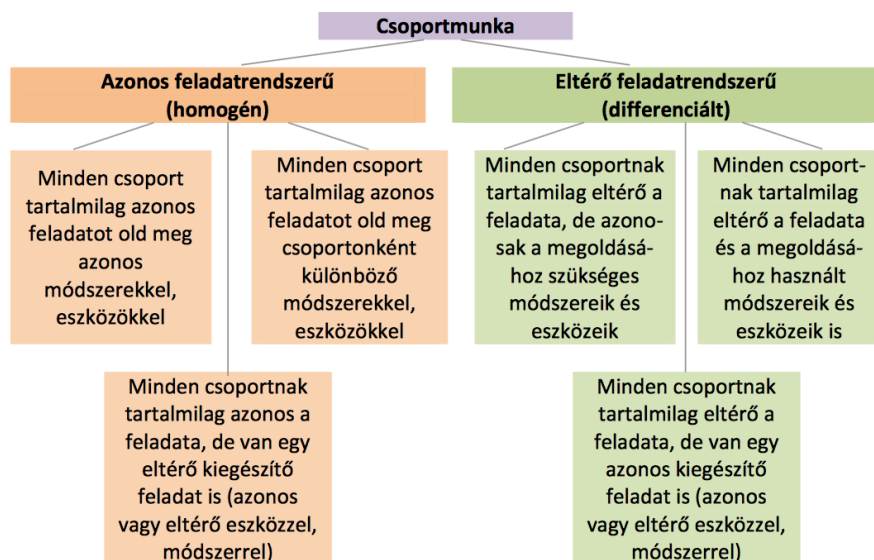 Csoportmunka
Azonos feladatrendszerű
(homogén)
Eltérő feladatrendszerű
(differenciált)
Minden csoport
tartalmilag azonos
feladatot old meg
azonos
módszerekkel,
eszközökkel
Minden csoport
tartalmilag azonos
feladatot old meg
csoportonként
különböző
módszerekkel,
eszközökkel
Minden csoportnak
tartalmilag eltérő a
feladata, de azono-
sak a megoldásá-
hoz szükséges
módszereik és
eszközeik
Minden csoport-
nak tartalmilag
eltérő a feladata
és a megoldásá-
hoz használt
módszereik és
eszközeik is
Minden csoportnak
tartalmilag azonos a
feladata, de van egy
eltérő kiegészítő
feladat is (azonos
vagy eltérő eszközzel,
módszerrel)
Minden csoportnak
tartalmilag eltérő a
feladata, de van egy
azonos kiegészítő
feladat is (azonos
vagy eltérő eszközzel,
módszerrel)